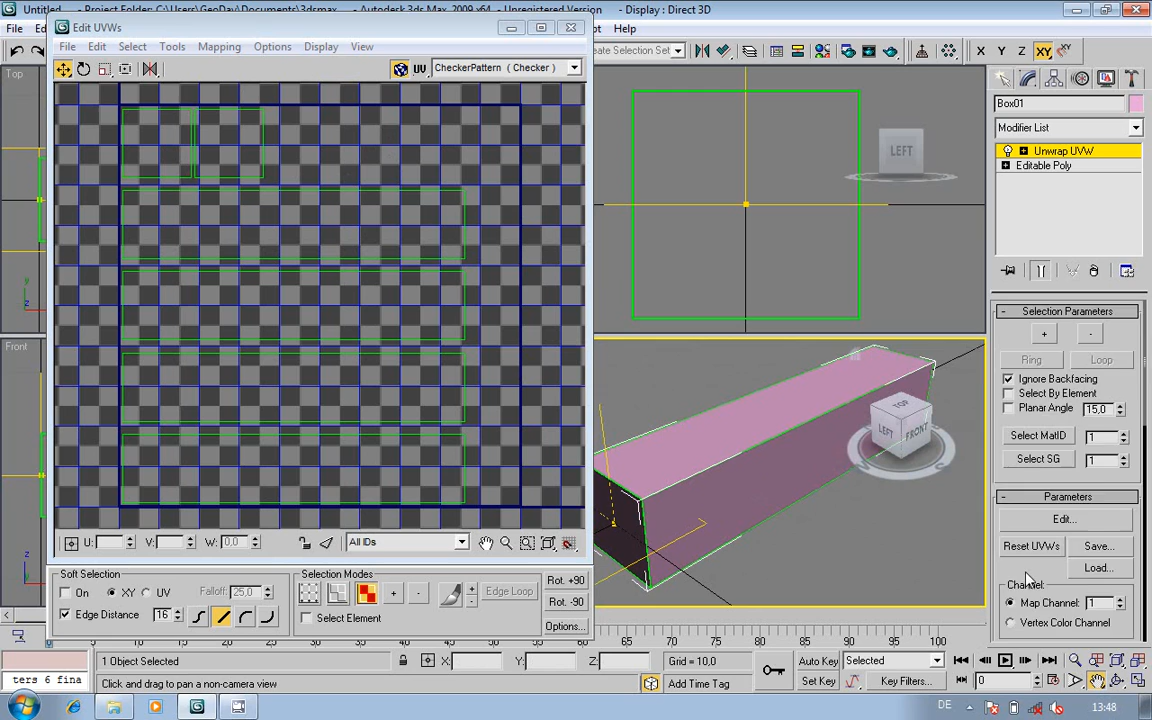 Untitled - Project Folder: C:\Users\GeoDay\Documents\3dsmax - Autodesk 3ds Max 2009 x64 - Unregistered Version - Display : Direct 3D
Edit UVWs
File Edit Select Tools Mapping Options Display View
UV CheckerPattern ( Checker )
Create Selection Set
X Y Z XY
Top
LEFT
Box01
Modifier List
Unwrap UVW
Editable Poly
Selection Parameters
+ -
Ring Loop
Front
TOP
LEFT FRONT
Ignore Backfacing
Select By Element
Planar Angle 15,0
Select MatID 1
Select SG 1
Parameters
Edit...
Reset UVWs Save...
Load...
Channel:
Map Channel: 1
Vertex Color Channel
U: V: W: 0,0 All IDs
Soft Selection
On XY UV Falloff: 25,0
Edge Distance 16
Selection Modes
+ - + - Edge Loop
Select Element
Rot. +90
Rot. -90
Options...
65 70 75 80 85 90 95 100
1 Object Selected X: Y: Z: Grid = 10,0 Auto Key Selected
ters 6 fina Click and drag to pan a non-camera view Add Time Tag Set Key Key Filters... 0
DE 13:48